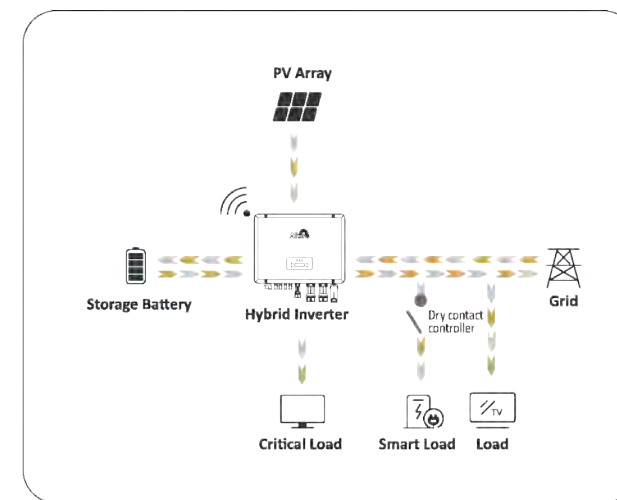 PV Array
Storage Battery
Hybrid Inverter
Grid
Dry contact
controller
TV
Critical Load
Smart Load
Load